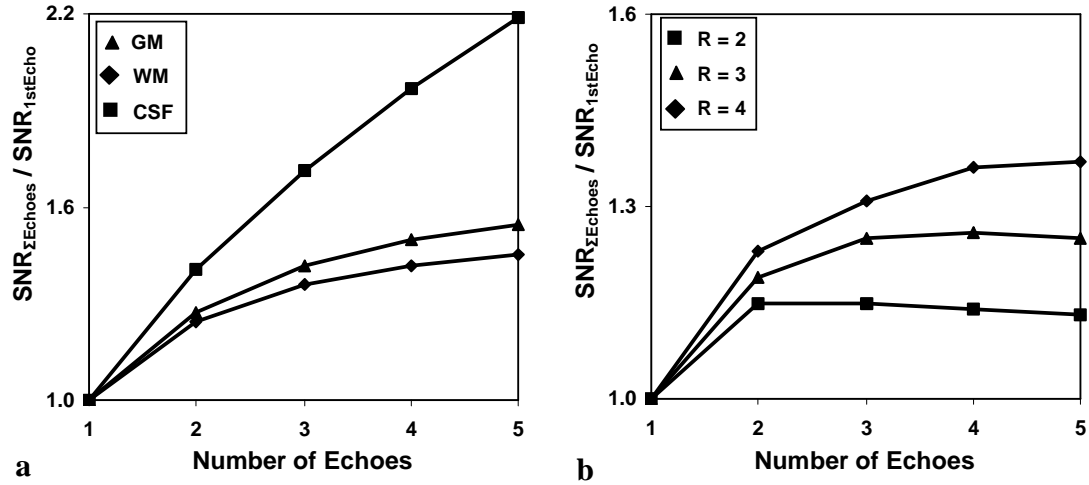 2.2
1.6
1.0
SNRΣEchoes / SNR1stEcho
GM
WM
CSF
1 2 3 4 5
Number of Echoes
a
1.6
1.3
1.0
SNRΣEchoes / SNR1stEcho
R = 2
R = 3
R = 4
1 2 3 4 5
Number of Echoes
b